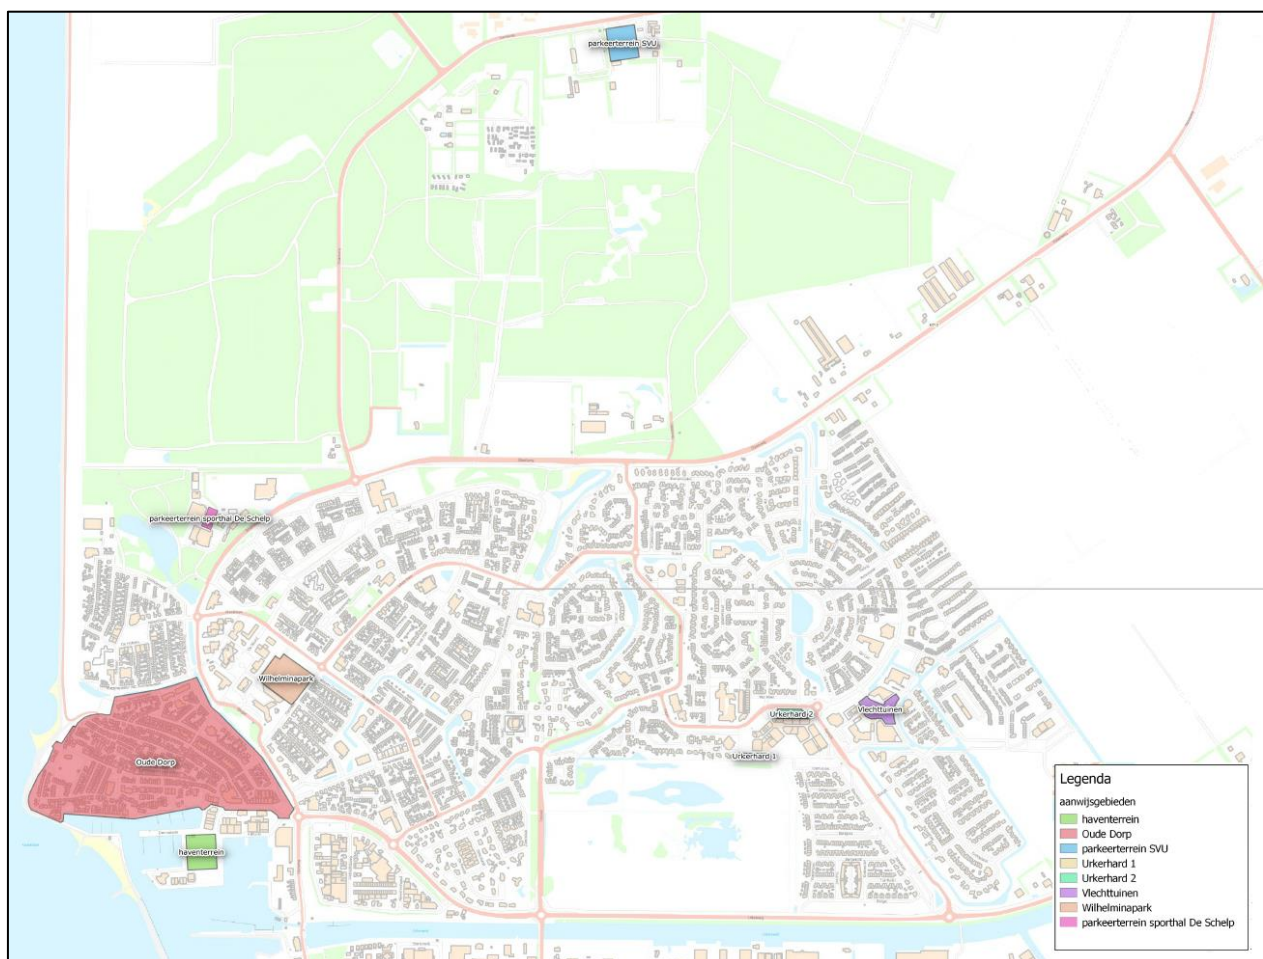 parkeerterrein SVU
parkeerterrein sporthal De Schelp
Wilhelminapark
Vlechttuinen
Urkerhard 2
Urkerhard 1
Oude Dorp
haventerrein
Legenda
aanwijsgebieden
haventerrein
Oude Dorp
parkeerterrein SVU
Urkerhard 1
Urkerhard 2
Vlechttuinen
Wilhelminapark
parkeerterrein sporthal De Schelp